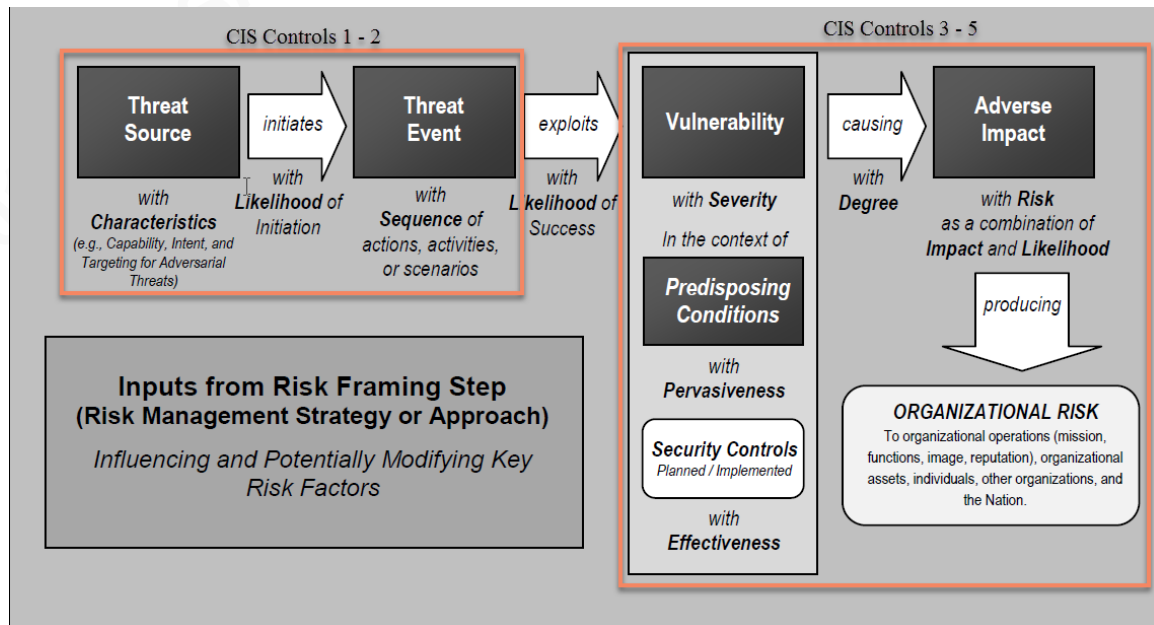 CIS Controls 1 - 2
CIS Controls 3 - 5
Threat
Source
initiates
Threat
Event
exploits
Vulnerability
causing
Adverse
Impact
with
Characteristics
(e.g., Capability, Intent, and
Targeting for Adversarial
Threats)
with
Likelihood of
Initiation
with
Sequence of
actions, activities,
or scenarios
with
Likelihood of
Success
with Severity
In the context of
Predisposing
Conditions
with
Pervasiveness
Security Controls
Planned / Implemented
with
Effectiveness
with
Degree
with Risk
as a combination of
Impact and Likelihood
producing
ORGANIZATIONAL RISK
To organizational operations (mission,
functions, image, reputation), organizational
assets, individuals, other organizations, and
the Nation.
Inputs from Risk Framing Step
(Risk Management Strategy or Approach)
Influencing and Potentially Modifying Key
Risk Factors